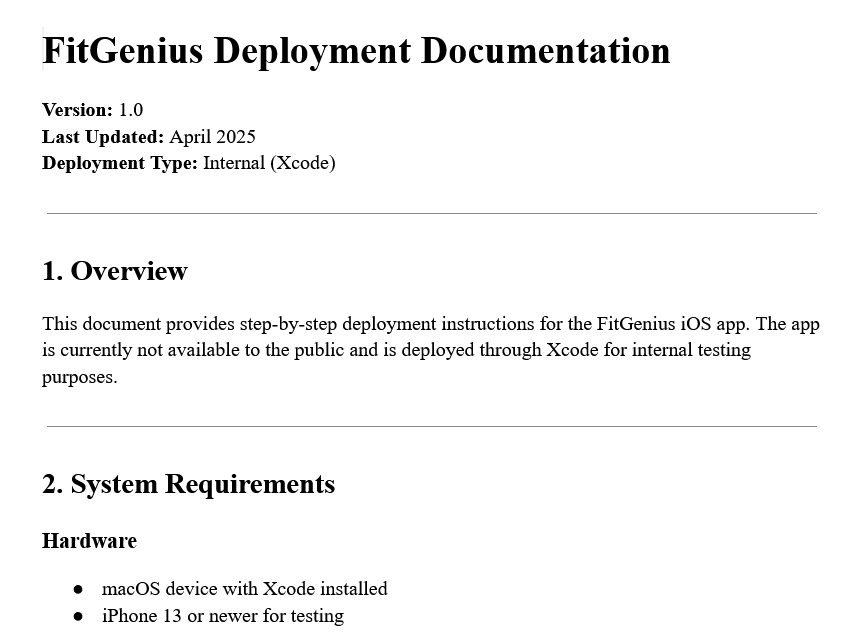 FitGenius Deployment Documentation
Version: 1.0
Last Updated: April 2025
Deployment Type: Internal (Xcode)
1. Overview
This document provides step-by-step deployment instructions for the FitGenius iOS app. The app
is currently not available to the public and is deployed through Xcode for internal testing
purposes.
2. System Requirements
Hardware
● macOS device with Xcode installed
● iPhone 13 or newer for testing